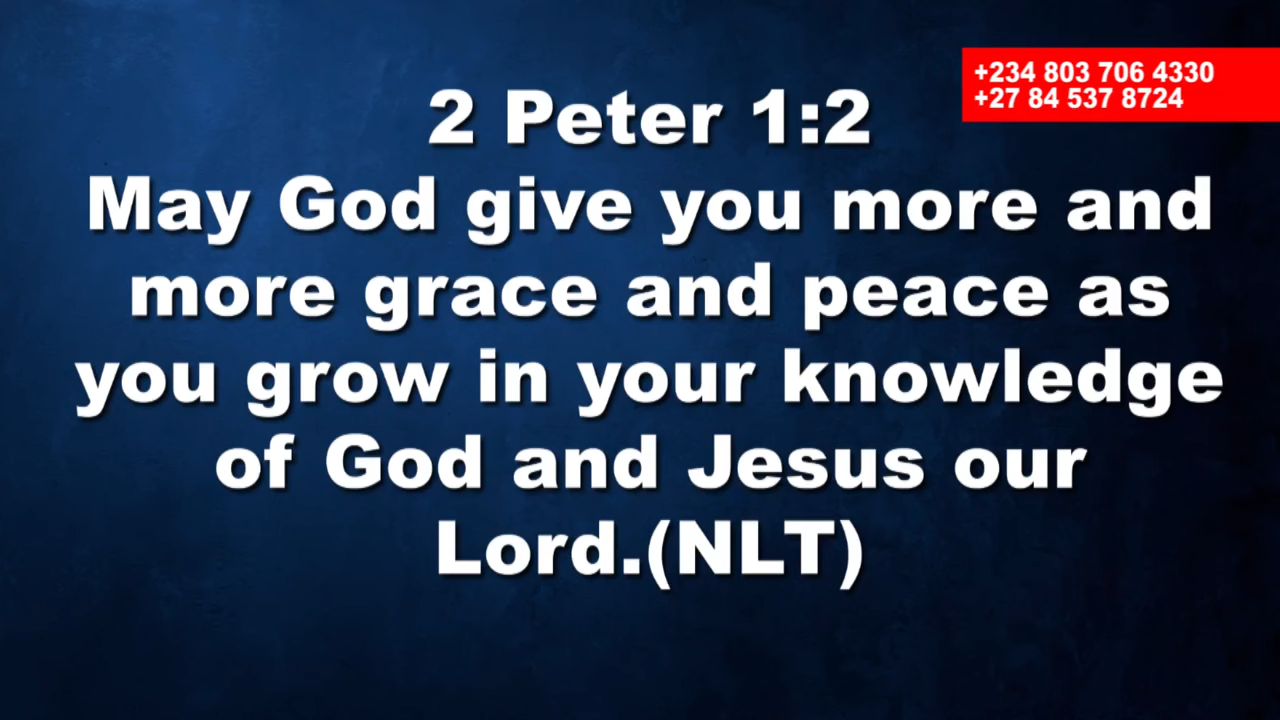 +234 803 706 4330
+27 84 537 8724
2 Peter 1:2
May God give you more and
more grace and peace as
you grow in your knowledge
of God and Jesus our
Lord.(NLT)